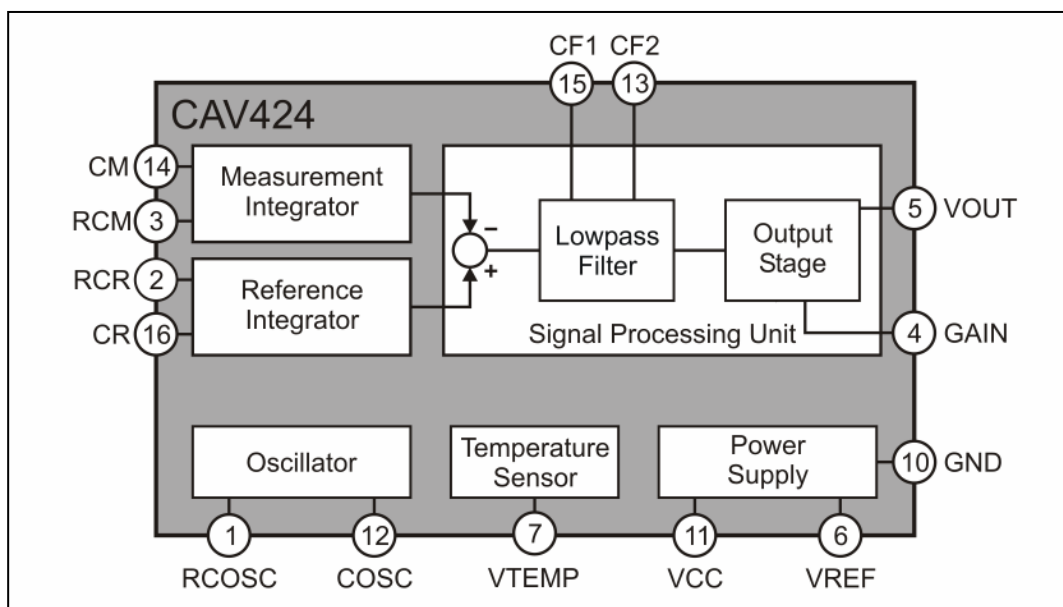 CF1 CF2
15 13
CAV424
CM 14
Measurement
Integrator
RCM 3
RCR 2
Reference
Integrator
CR 16
−
+
Lowpass
Filter
Output
Stage
Signal Processing Unit
5 VOUT
4 GAIN
Oscillator
Temperature
Sensor
Power
Supply
10 GND
1 12 7 11 6
RCOSC COSC VTEMP VCC VREF